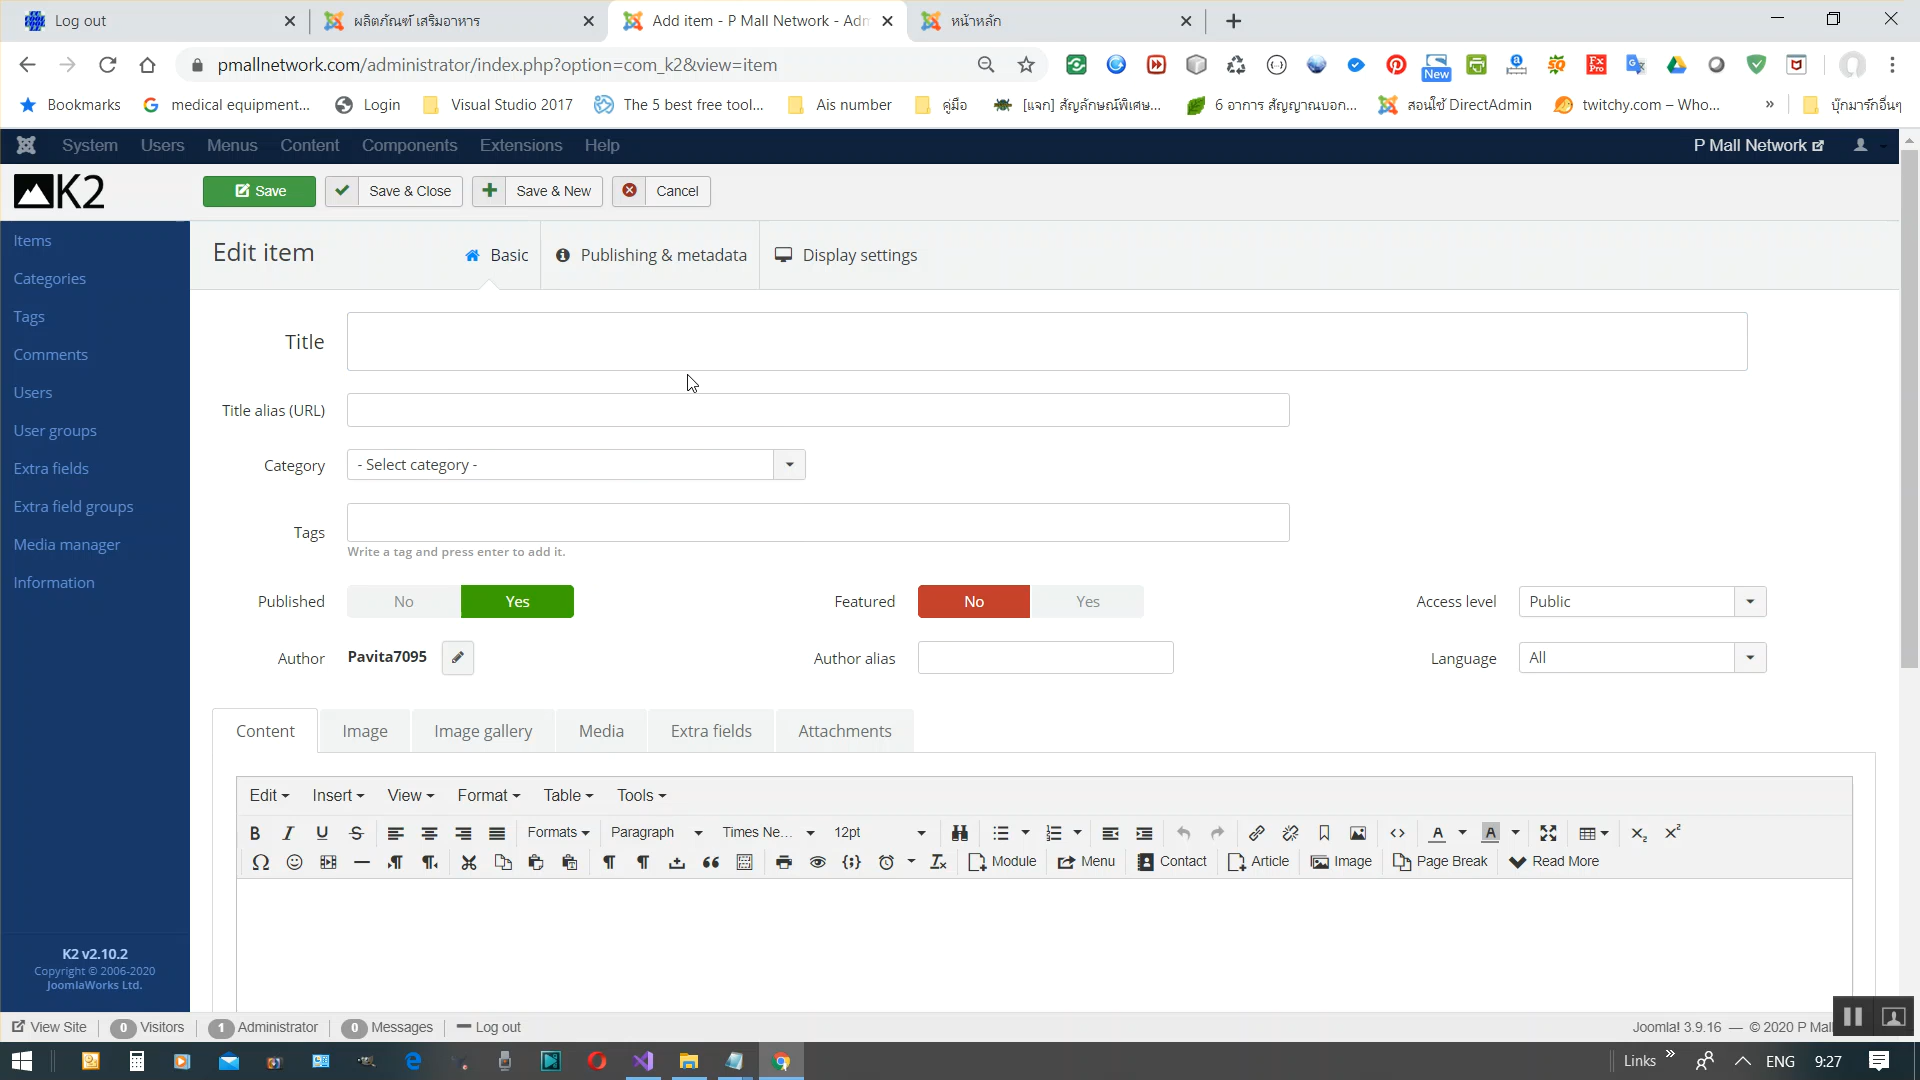 Log out
ผลิตภัณฑ์ เสริมอาหาร
Add item - P Mall Network - Adm
หน้าหลัก
pmallnetwork.com/administrator/index.php?option=com_k2&view=item
New
Bookmarks
medical equipment...
Login
Visual Studio 2017
The 5 best free tool...
Ais number
คู่มือ
[แจก] สัญลักษณ์พิเศษ...
6 อาการ สัญญาณบอก...
สอนใช้ DirectAdmin
twitchy.com – Who...
»
บุ๊กมาร์กอื่นๆ
System
Users
Menus
Content
Components
Extensions
Help
P Mall Network
K2
Save
Save & Close
Save & New
Cancel
Items
Categories
Tags
Comments
Users
User groups
Extra fields
Extra field groups
Media manager
Information
Edit item
Basic
Publishing & metadata
Display settings
Title
Title alias (URL)
Category
- Select category -
Tags
Write a tag and press enter to add it.
Published
No
Yes
Featured
No
Yes
Access level
Public
Author
Pavita7095
Author alias
Language
All
Content
Image
Image gallery
Media
Extra fields
Attachments
Edit
Insert
View
Format
Table
Tools
Formats
Paragraph
Times Ne...
12pt
Module
Menu
Contact
Article
Image
Page Break
Read More
K2 v2.10.2
Copyright © 2006-2020
JoomlaWorks Ltd.
View Site
0 Visitors
1 Administrator
0 Messages
Log out
Joomla! 3.9.16 — © 2020 P Mal
Links »
ENG
9:27